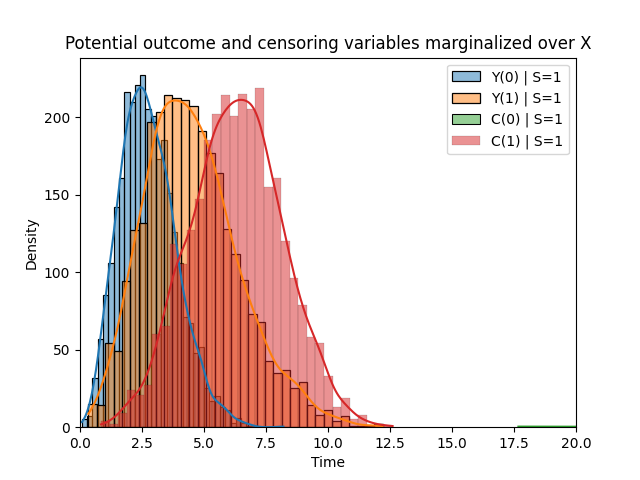 Potential outcome and censoring variables marginalized over X
Y(0) | S=1
Y(1) | S=1
C(0) | S=1
C(1) | S=1
Density
200
150
100
50
0
0.0 2.5 5.0 7.5 10.0 12.5 15.0 17.5 20.0
Time